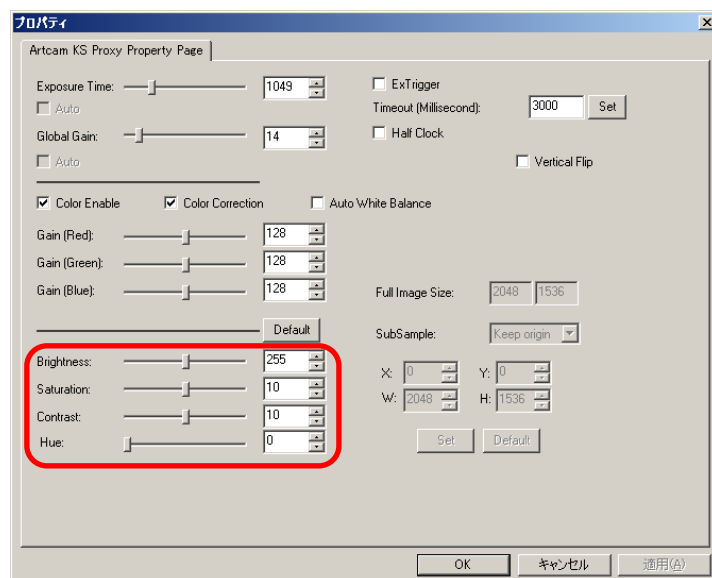 プロパティ
Artcam KS Proxy Property Page
Exposure Time: 1049
Auto
Global Gain: 14
Auto
ExTrigger
Timeout (Millisecond): 3000 Set
Half Clock
Vertical Flip
Color Enable Color Correction Auto White Balance
Gain (Red): 128
Gain (Green): 128
Gain (Blue): 128
Default
Full Image Size: 2048 1536
SubSample: Keep origin
X: 0 Y: 0
W: 2048 H: 1536
Set Default
Brightness: 255
Saturation: 10
Contrast: 10
Hue: 0
OK キャンセル 適用(A)